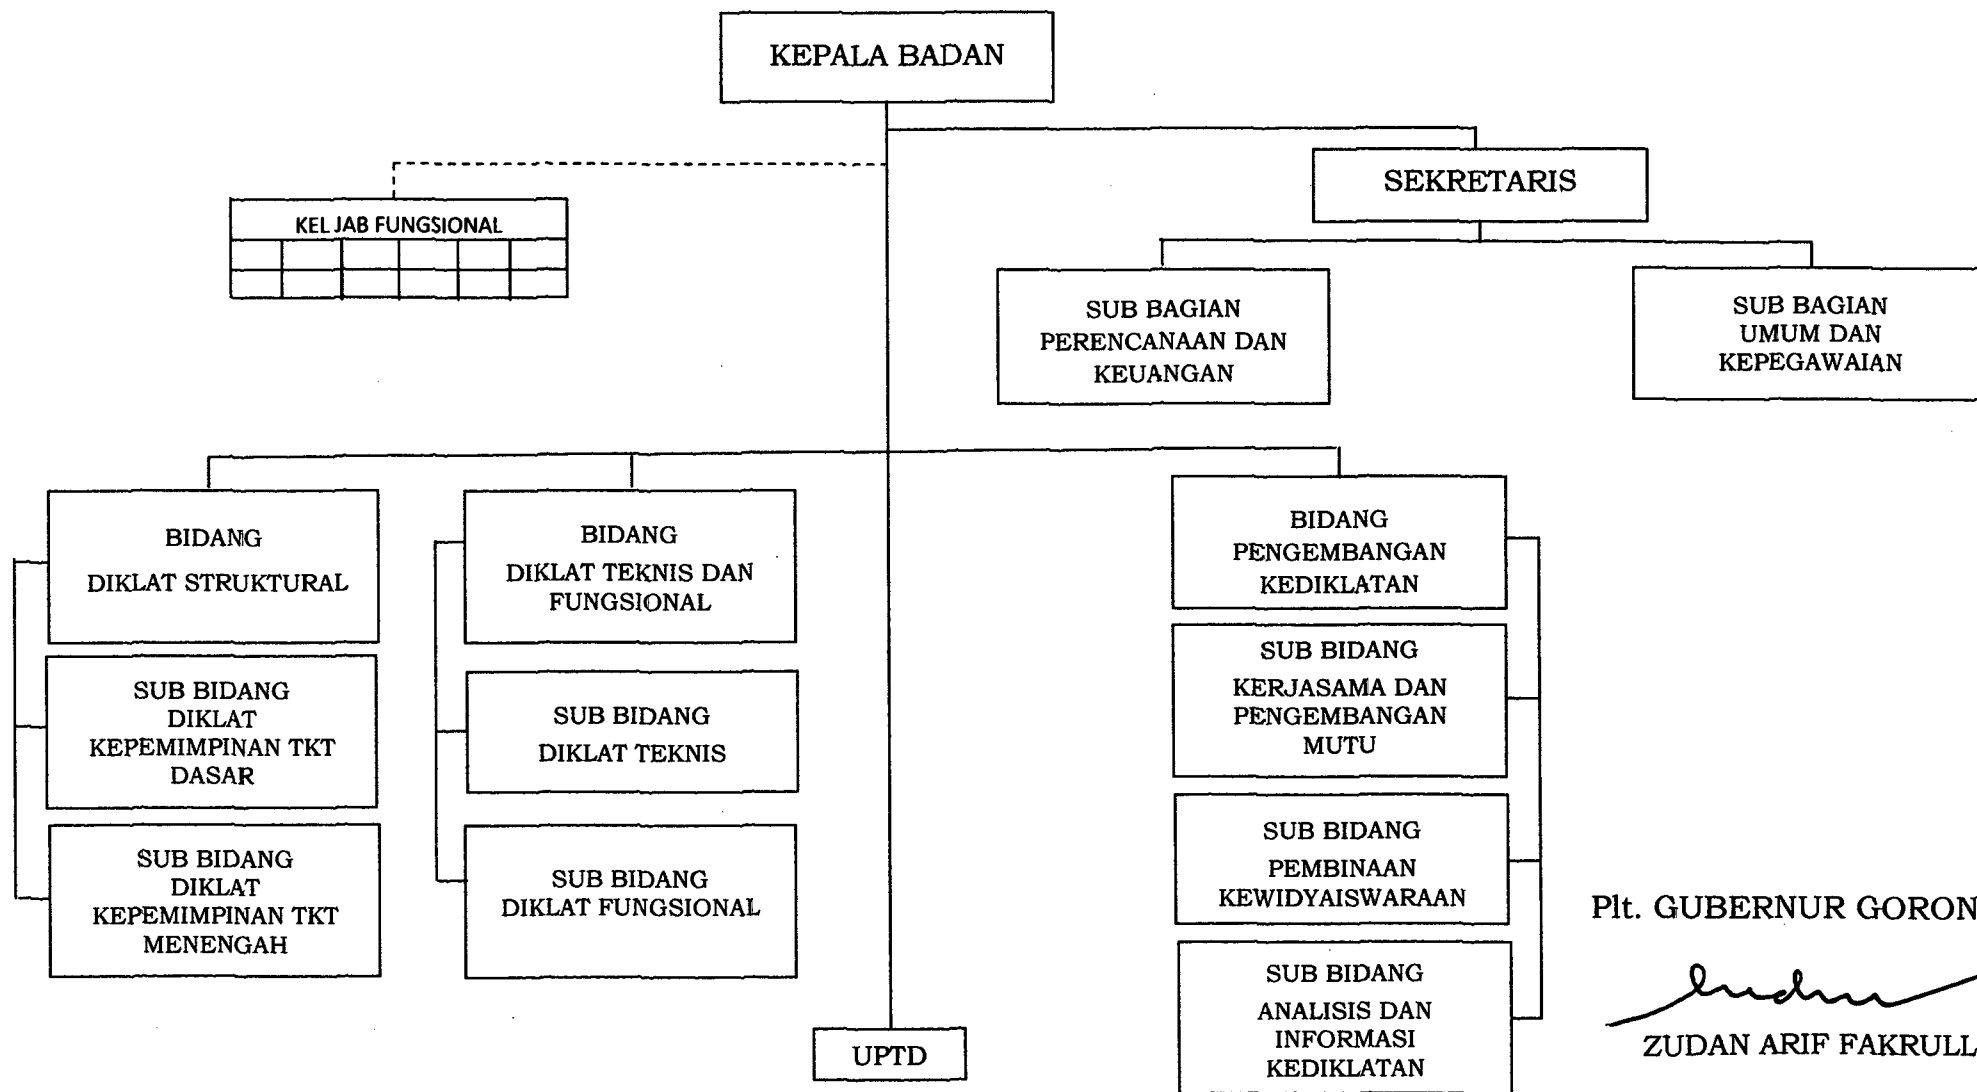 KEPALA BADAN
SEKRETARIS
KEL JAB FUNGSIONAL
SUB BAGIAN
PERENCANAAN DAN
KEUANGAN
SUB BAGIAN
UMUM DAN
KEPEGAWAIAN
BIDANG
DIKLAT STRUKTURAL
SUB BIDANG
DIKLAT
KEPEMIMPINAN TKT
DASAR
SUB BIDANG
DIKLAT
KEPEMIMPINAN TKT
MENENGAH
BIDANG
DIKLAT TEKNIS DAN
FUNGSIONAL
SUB BIDANG
DIKLAT TEKNIS
SUB BIDANG
DIKLAT FUNGSIONAL
BIDANG
PENGEMBANGAN
KEDIKLATAN
SUB BIDANG
KERJASAMA DAN
PENGEMBANGAN
MUTU
SUB BIDANG
PEMBINAAN
KEWIDYAISWARAAN
SUB BIDANG
ANALISIS DAN
INFORMASI
KEDIKLATAN
UPTD
Plt. GUBERNUR GORON
ZUDAN ARIF FAKRULL